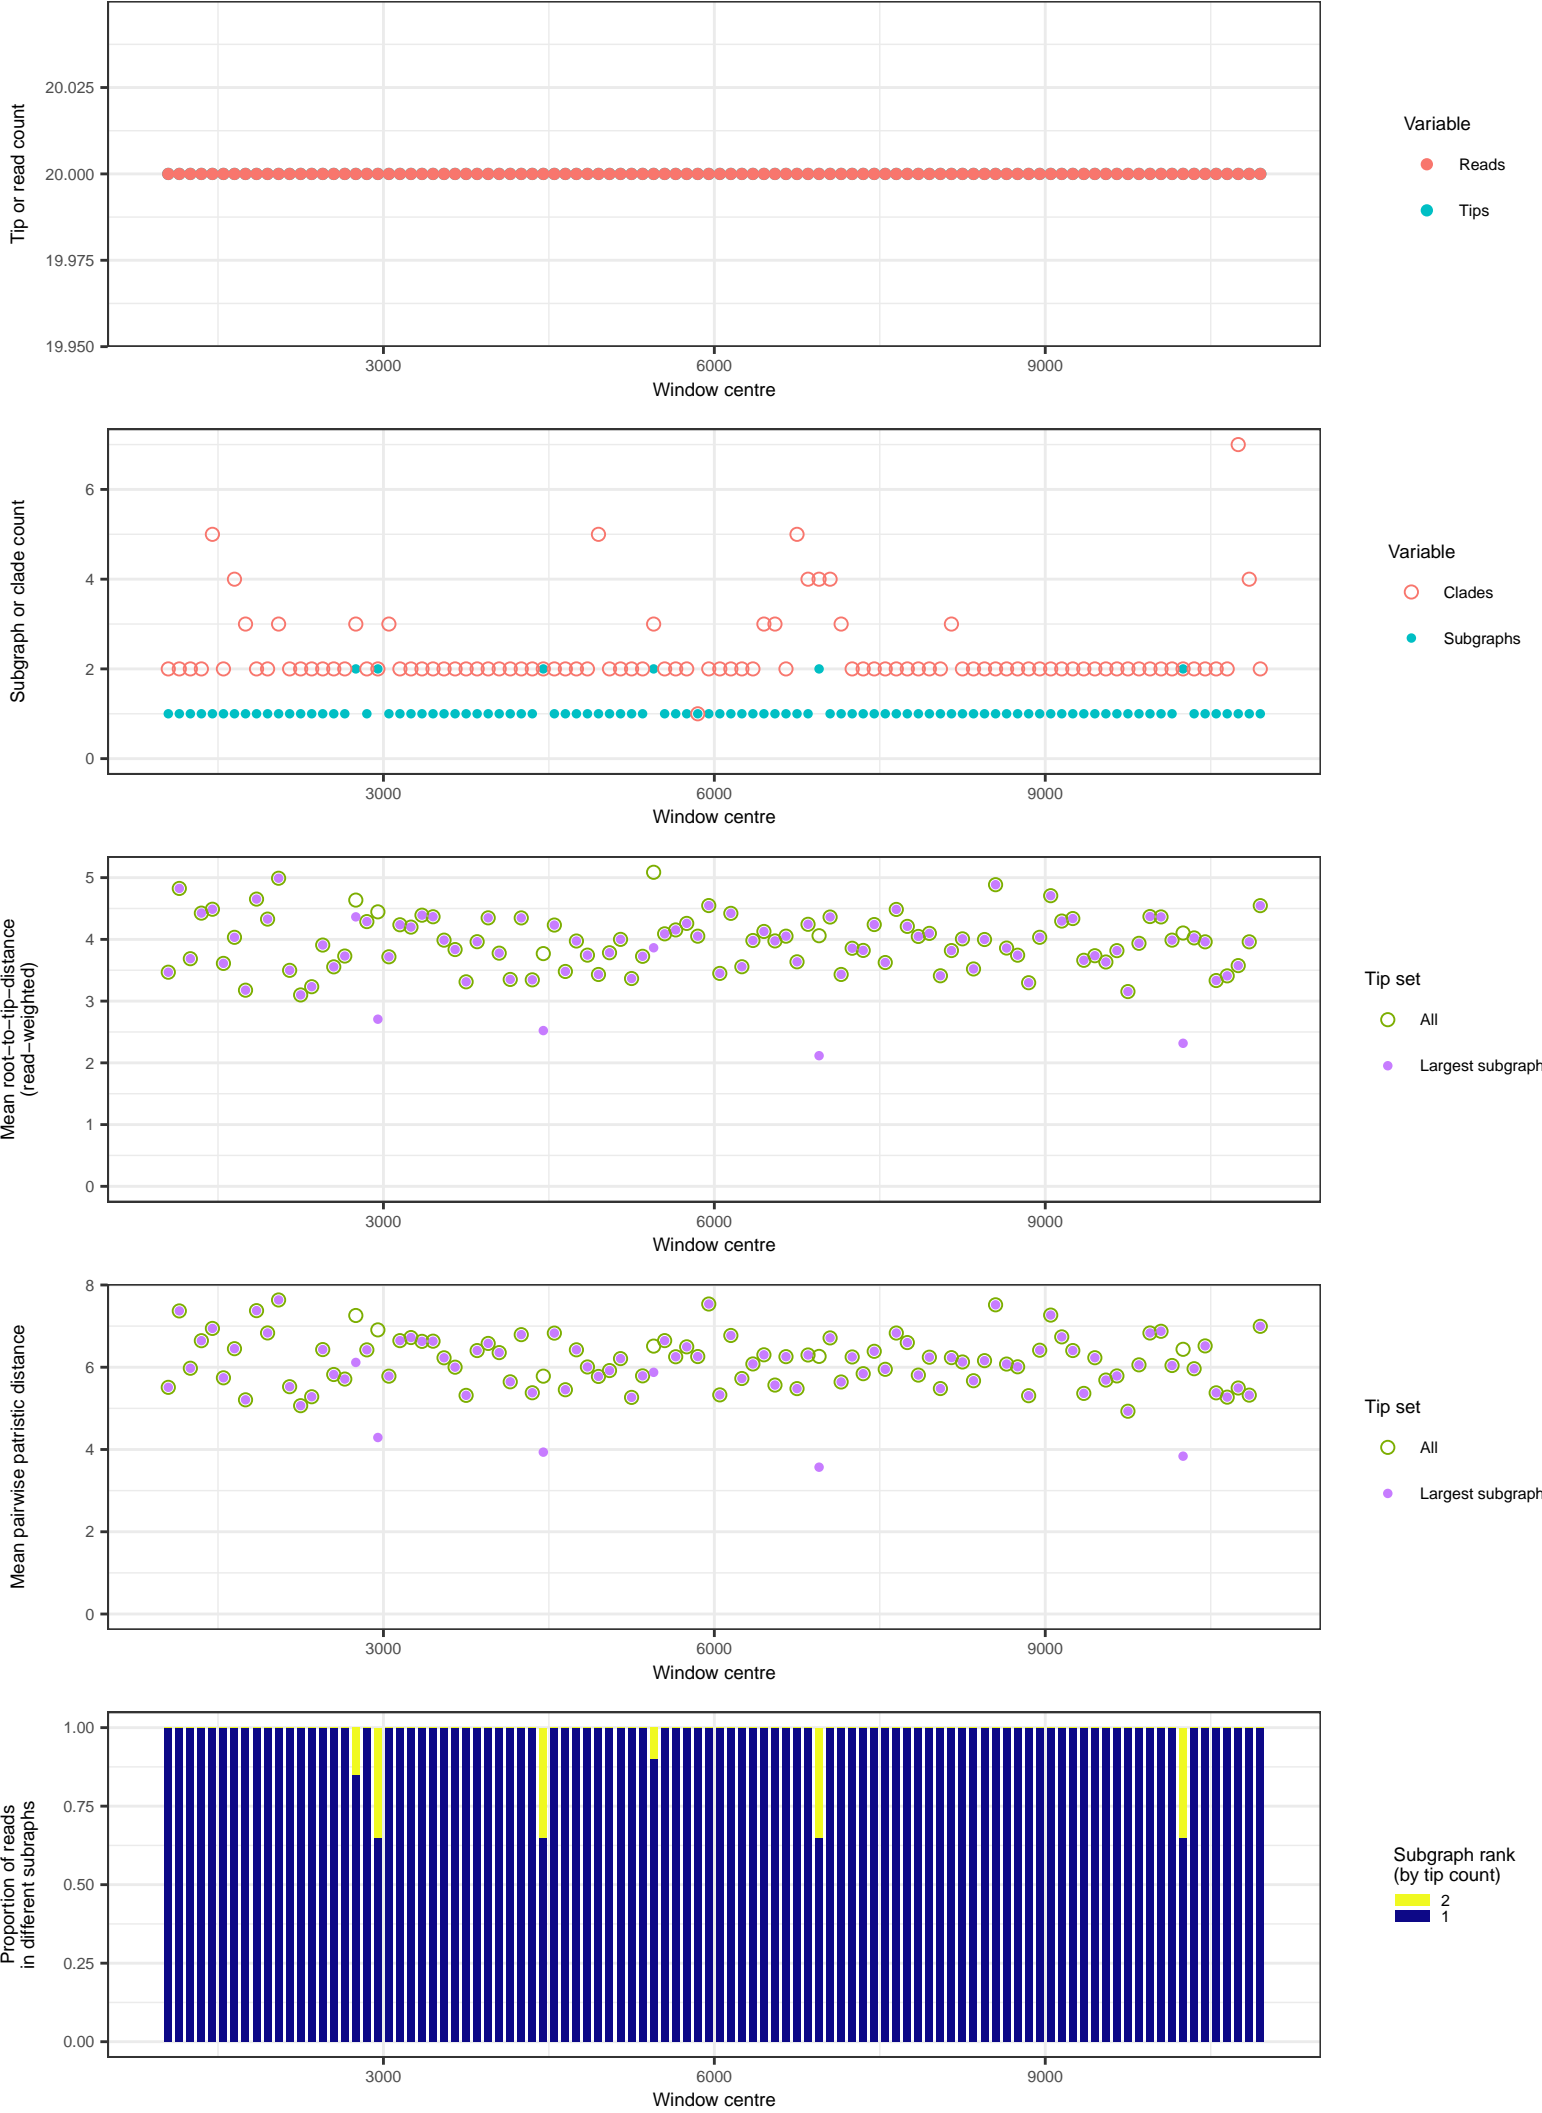 20.025
20.000
19.975
19.950
Tip or read count
3000
6000
9000
Window centre
Variable
Reads
Tips
6
4
2
0
Subgraph or clade count
3000
6000
9000
Window centre
Variable
Clades
Subgraphs
5
4
3
2
1
0
Mean root−to−tip−distance
(read−weighted)
3000
6000
9000
Window centre
Tip set
All
Largest subgraph
8
6
4
2
0
Mean pairwise patristic distance
3000
6000
9000
Window centre
Tip set
All
Largest subgraph
1.00
0.75
0.50
0.25
0.00
Proportion of reads
in different subraphs
3000
6000
9000
Window centre
Subgraph rank
(by tip count)
2
1